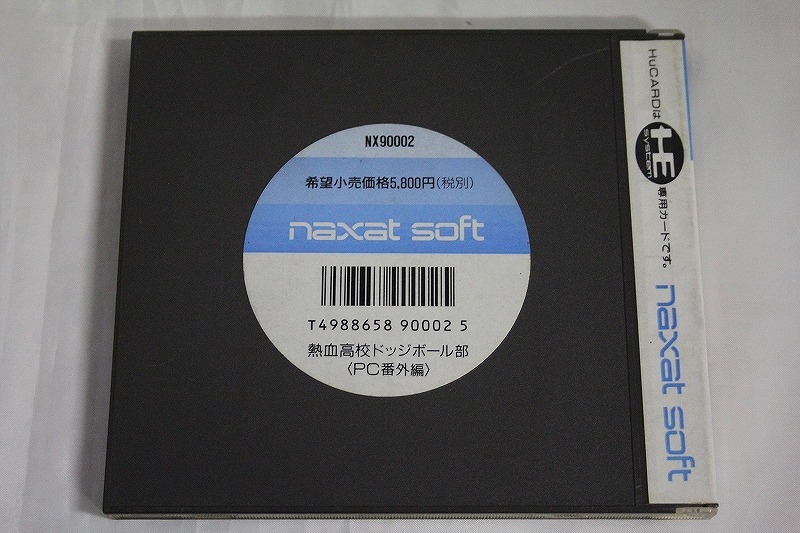 NX90002
希望小売価格5,800円(税別)
naxat soft
T4988658 90002 5
熱血高校ドッジボール部
〈PC番外編〉
HuCARDは HE system 専用カードです。
naxat soft